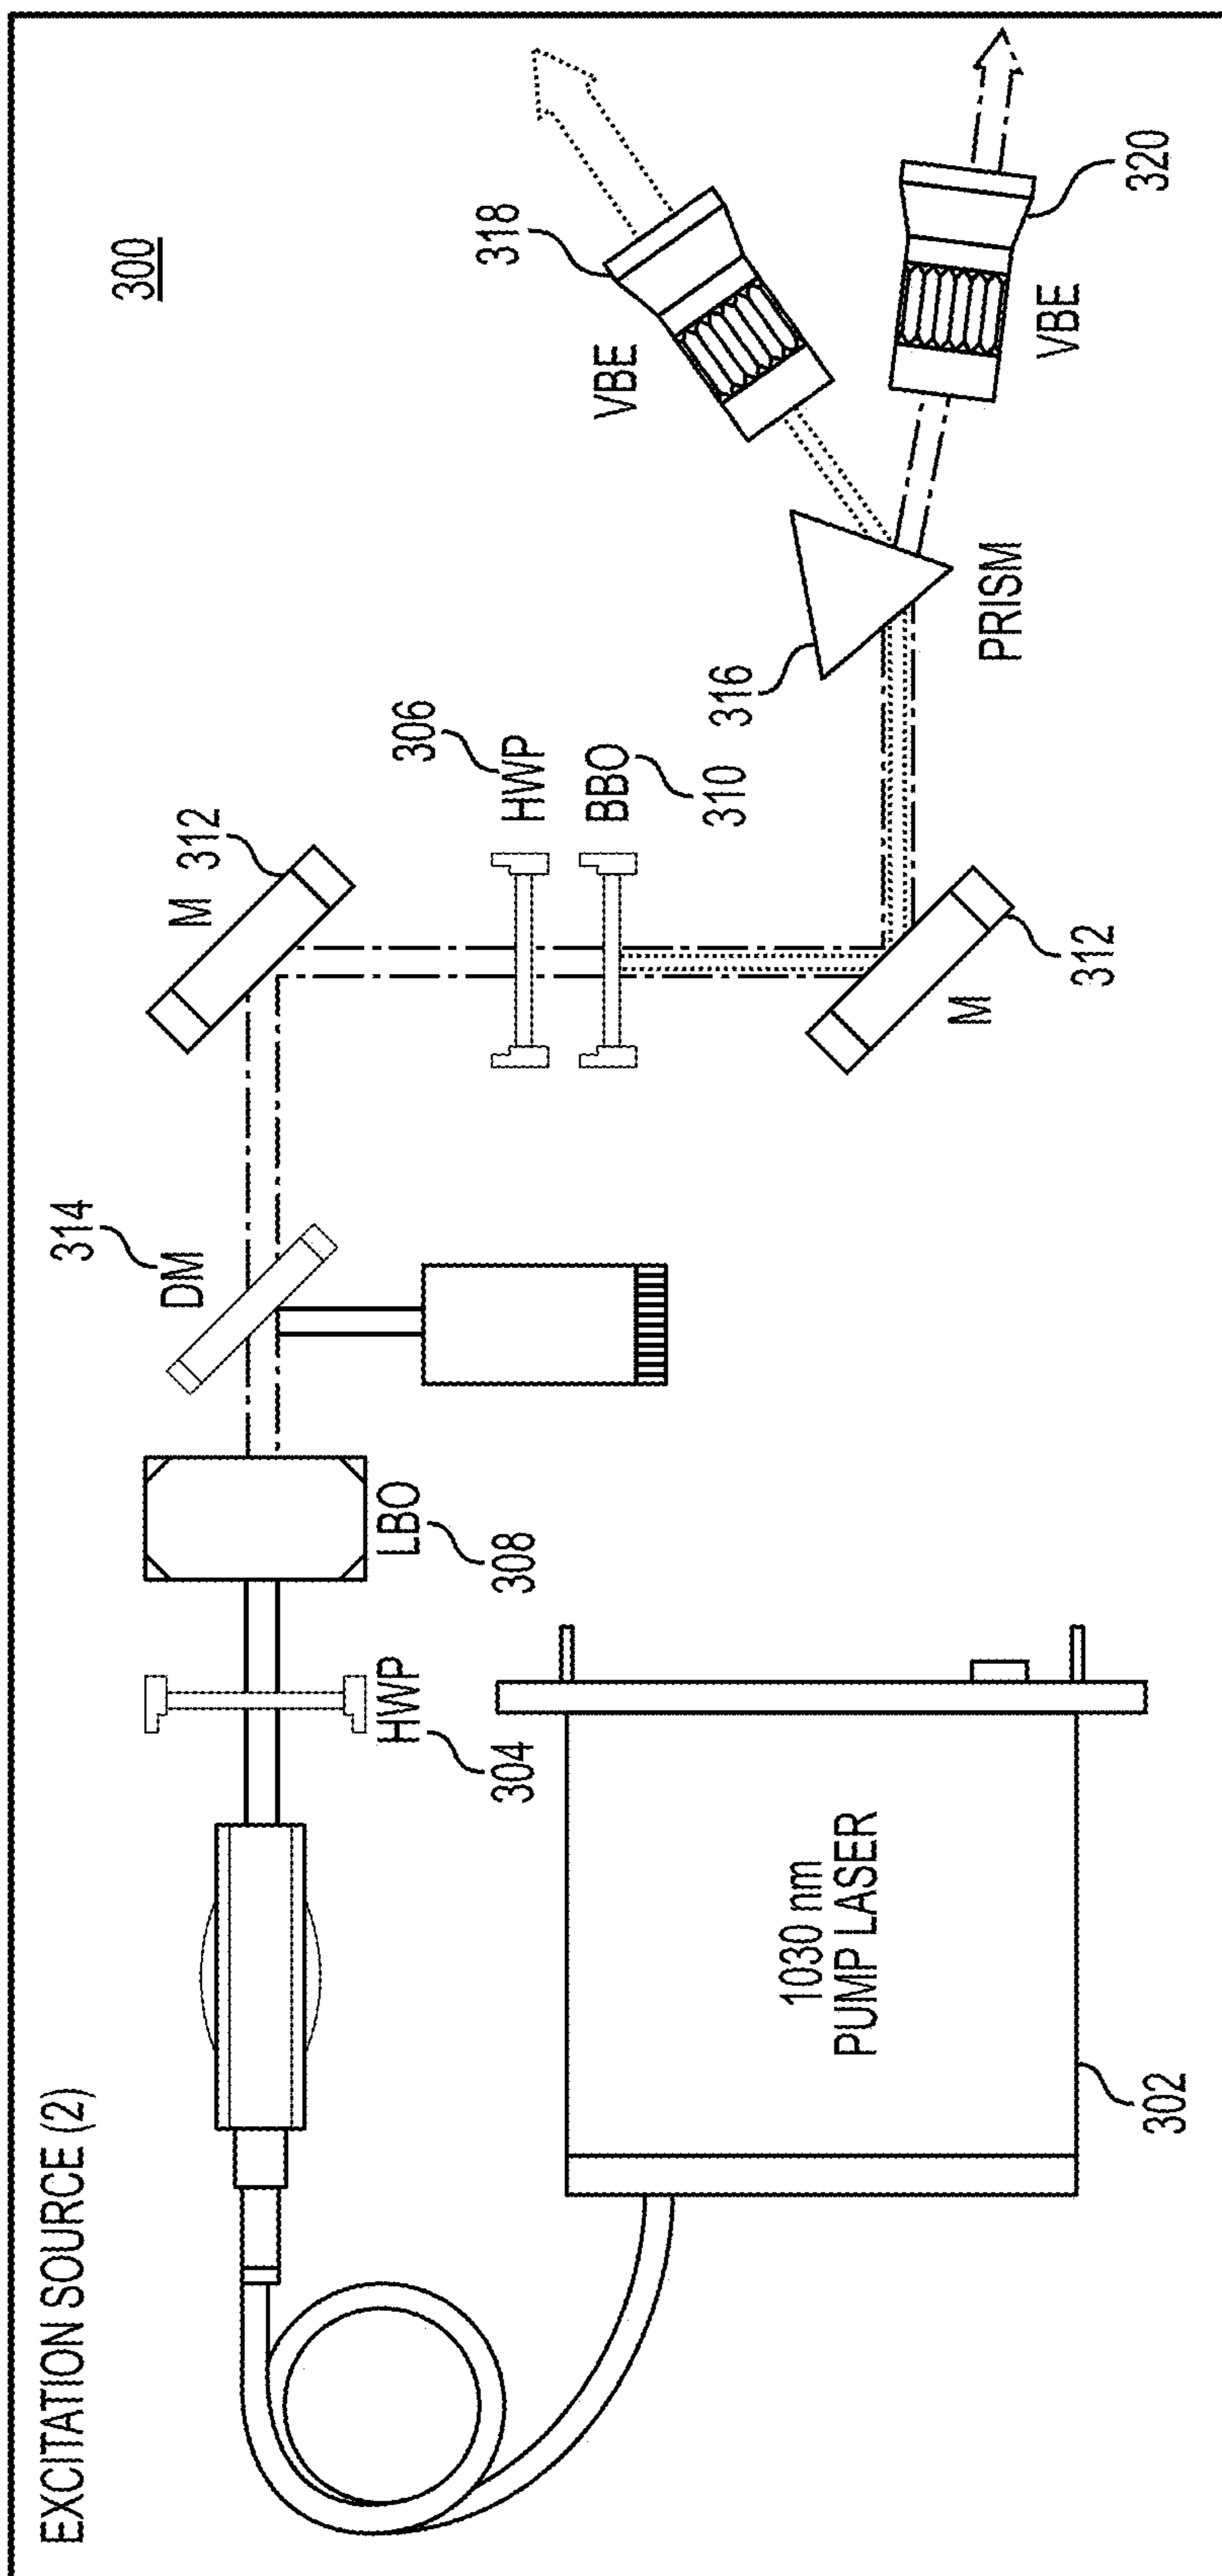 EXCITATION SOURCE (2)
300
314
DM
M
312
HWP
304
LBO
308
306
HWP
BBO
310
318
VBE
316
PRISM
VBE
320
M
312
1030 nm
PUMP LASER
302